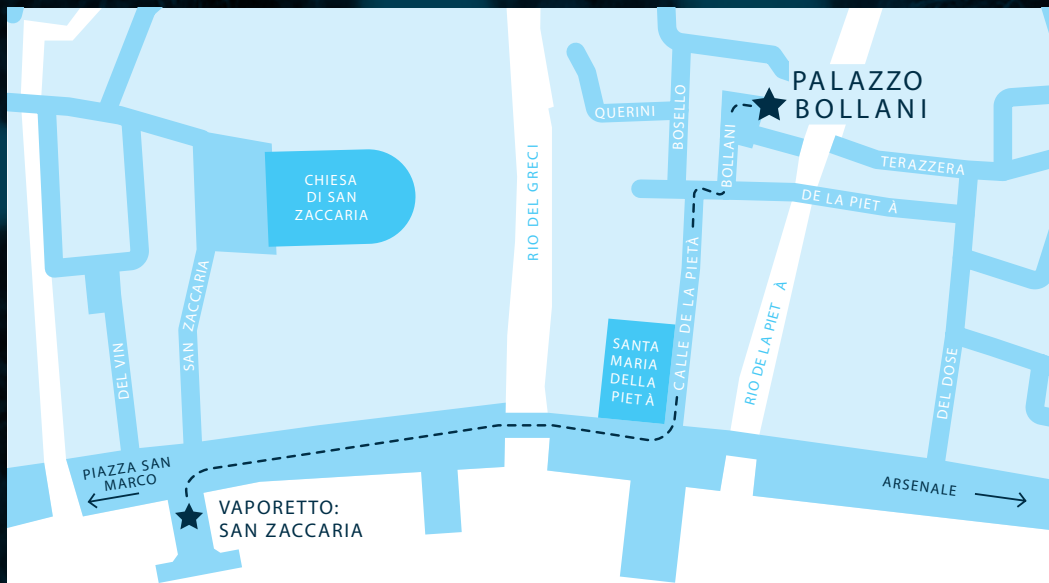 PALAZZO
BOLLANI
QUERINI
BOSELLO
BOLLANI
TERAZZERA
DE LA PIET À
CHIESA
DI SAN
ZACCARIA
RIO DEL GRECI
CALLE DE LA PIETÀ
RIO DE LA PIET À
SAN ZACCARIA
DEL VIN
SANTA
MARIA
DELLA
PIET À
DEL DOSE
PIAZZA SAN
MARCO
ARSENALE
VAPORETTO:
SAN ZACCARIA